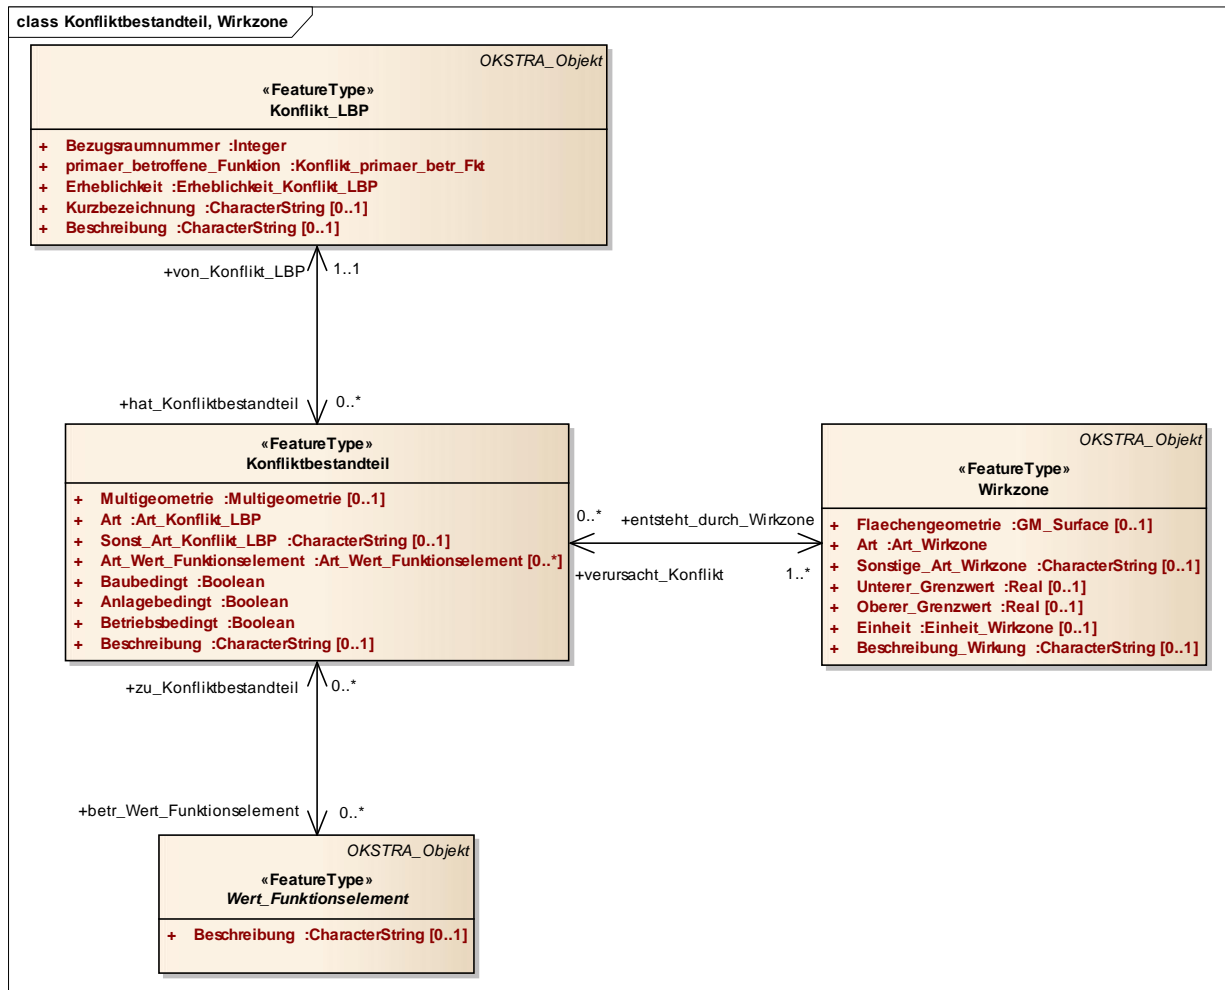 class Konfliktbestandteil, Wirkzone
OKSTRA_Objekt
«FeatureType»
Konflikt_LBP
+ Bezugsraumnummer :Integer
+ primaer_betroffene_Funktion :Konflikt_primaer_betr_Fkt
+ Erheblichkeit :Erheblichkeit_Konflikt_LBP
+ Kurzbezeichnung :CharacterString [0..1]
+ Beschreibung :CharacterString [0..1]
+von_Konflikt_LBP 1..1
+hat_Konfliktbestandteil 0..*
«FeatureType»
Konfliktbestandteil
+ Multigeometrie :Multigeometrie [0..1]
+ Art :Art_Konflikt_LBP
+ Sonst_Art_Konflikt_LBP :CharacterString [0..1]
+ Art_Wert_Funktionselement :Art_Wert_Funktionselement [0..*]
+ Baubedingt :Boolean
+ Anlagebedingt :Boolean
+ Betriebsbedingt :Boolean
+ Beschreibung :CharacterString [0..1]
0..* +entsteht_durch_Wirkzone
+verursacht_Konflikt 1..*
OKSTRA_Objekt
«FeatureType»
Wirkzone
+ Flaechengeometrie :GM_Surface [0..1]
+ Art :Art_Wirkzone
+ Sonstige_Art_Wirkzone :CharacterString [0..1]
+ Unterer_Grenzwert :Real [0..1]
+ Oberer_Grenzwert :Real [0..1]
+ Einheit :Einheit_Wirkzone [0..1]
+ Beschreibung_Wirkung :CharacterString [0..1]
+zu_Konfliktbestandteil 0..*
+betr_Wert_Funktionselement 0..*
OKSTRA_Objekt
«FeatureType»
Wert_Funktionselement
+ Beschreibung :CharacterString [0..1]